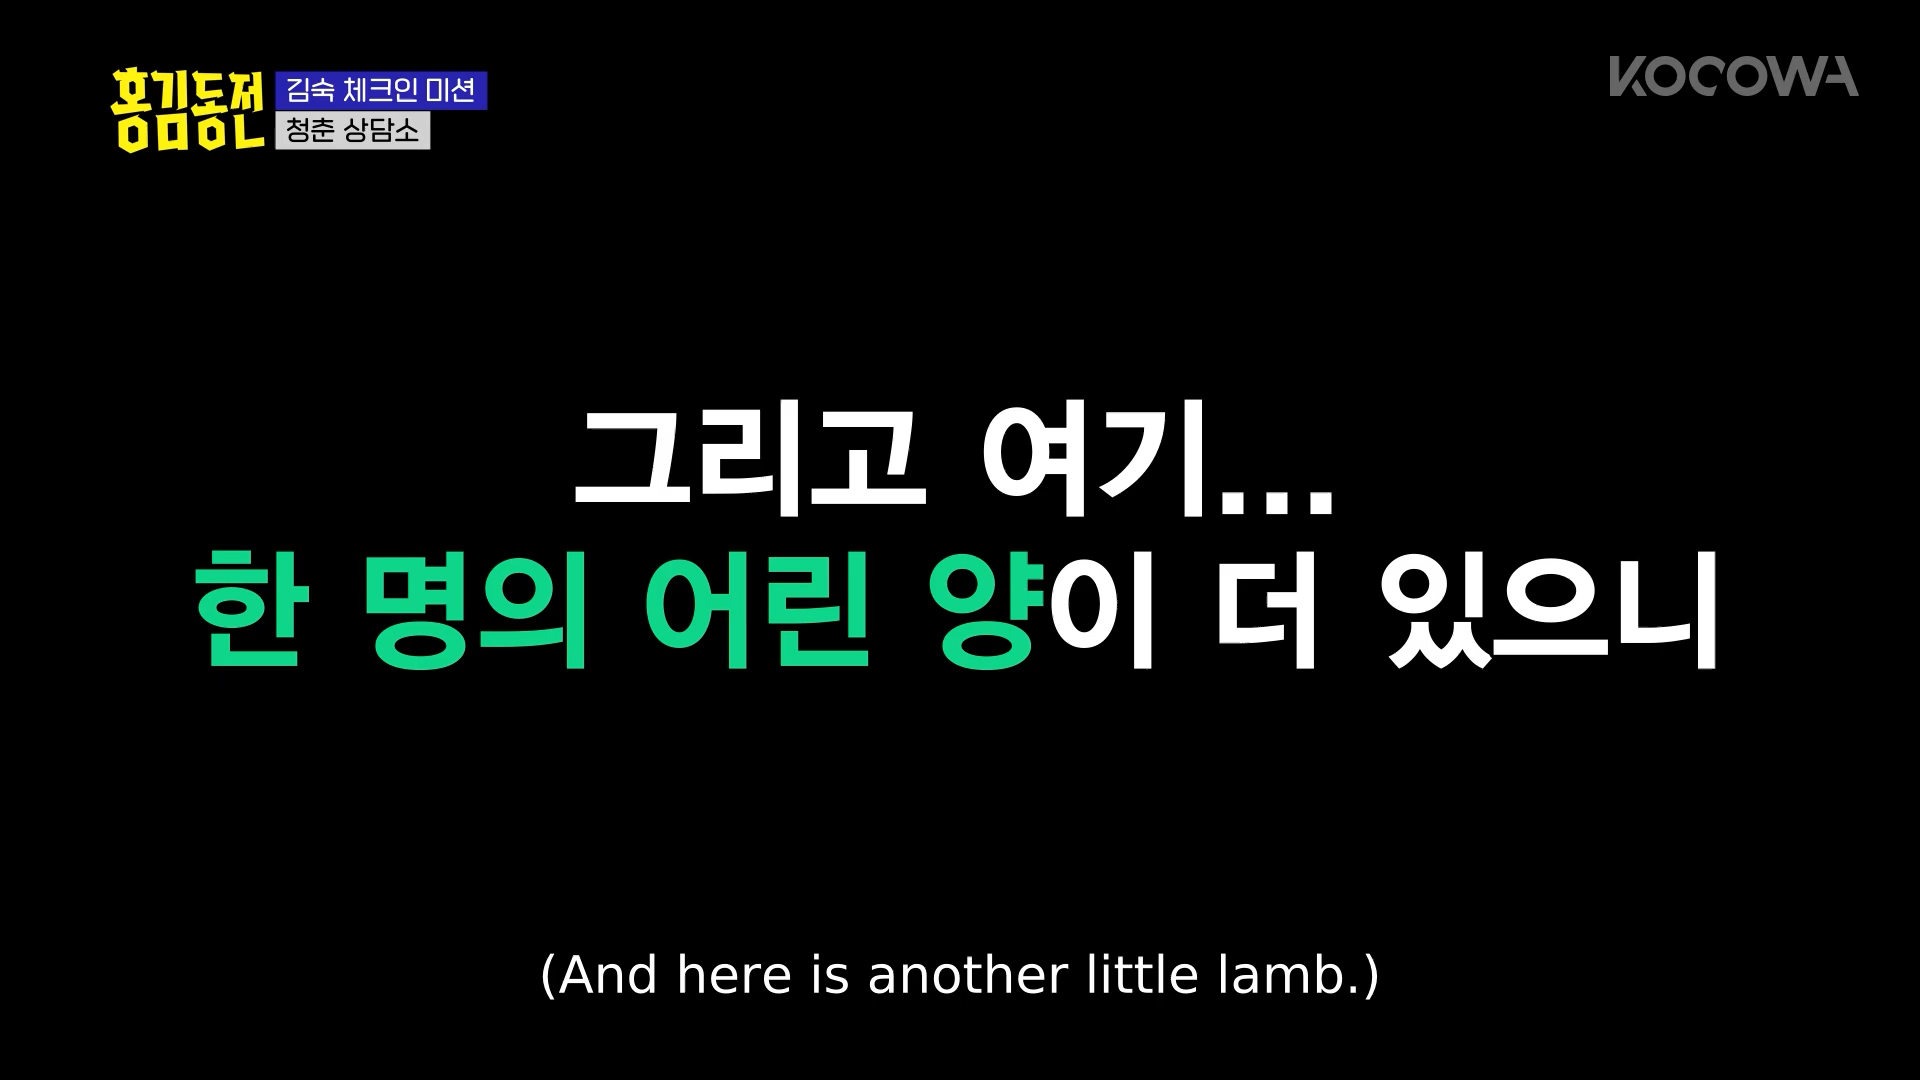 홍김동전
김숙 체크인 미션
청춘 상담소
KOCOWA
그리고 여기...
한 명의 어린 양이 더 있으니
(And here is another little lamb.)